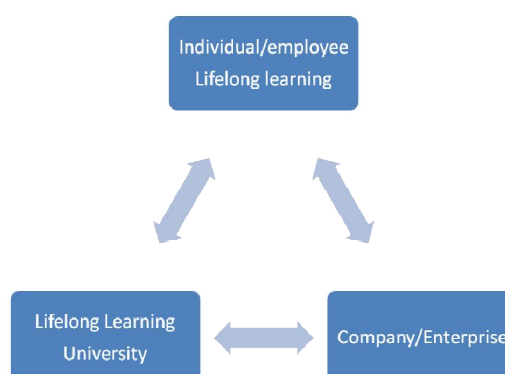 Individual/employee
Lifelong learning
Lifelong Learning
University
Company/Enterprise